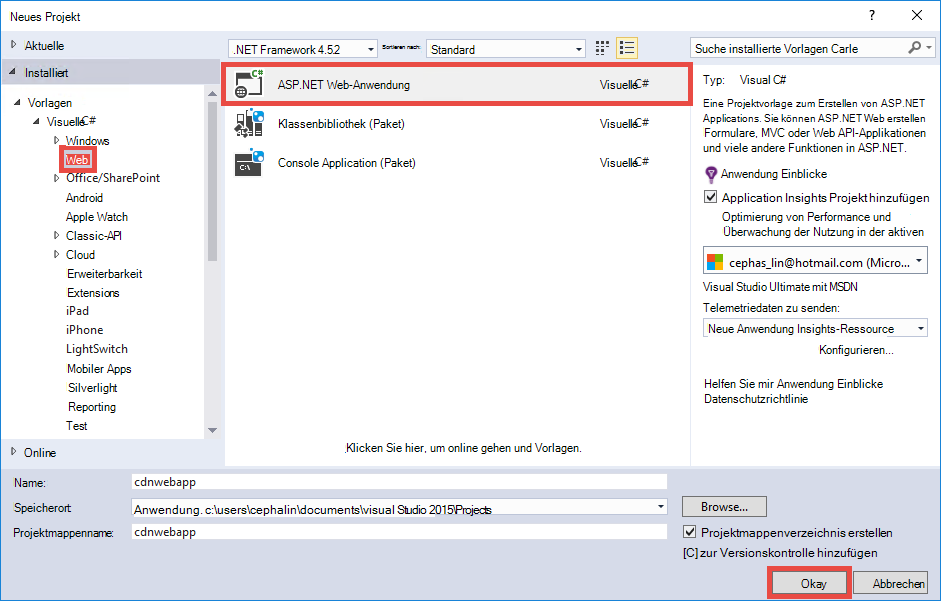 Neues Projekt
?
Aktuelle
.NET Framework 4.5.2
Sortieren nach:
Standard
Suche installierte Vorlagen Carle
Installiert
Vorlagen
Visuelle C#
Windows
Web
Office/SharePoint
Android
Apple Watch
Classic-API
Cloud
Erweiterbarkeit
Extensions
iPad
iPhone
LightSwitch
Mobiler Apps
Silverlight
Reporting
Test
Online
ASP.NET Web-Anwendung
Visuelle C#
Klassenbibliothek (Paket)
Visuelle C#
Console Application (Paket)
Visuelle C#
Klicken Sie hier, um online gehen und Vorlagen.
Typ: Visual C#
Eine Projektvorlage zum Erstellen von ASP.NET
Applications. Sie können ASP.NET Web erstellen
Formulare, MVC oder Web API-Applikationen
und viele andere Funktionen in ASP.NET.
Anwendung Einblicke
Application Insights Projekt hinzufügen
Optimierung von Performance und
Überwachung der Nutzung in der aktiven
cephas_lin@hotmail.com (Micro...
Visual Studio Ultimate mit MSDN
Telemetriedaten zu senden:
Neue Anwendung Insights-Ressource
Konfigurieren...
Helfen Sie mir Anwendung Einblicke
Datenschutzrichtlinie
Name:
cdnwebapp
Speicherort
Anwendung. c:\users\cephalin\documents\visual Studio 2015\Projects
Browse...
Projektmappenname:
cdnwebapp
Projektmappenverzeichnis erstellen
[C] zur Versionskontrolle hinzufügen
Okay
Abbrechen